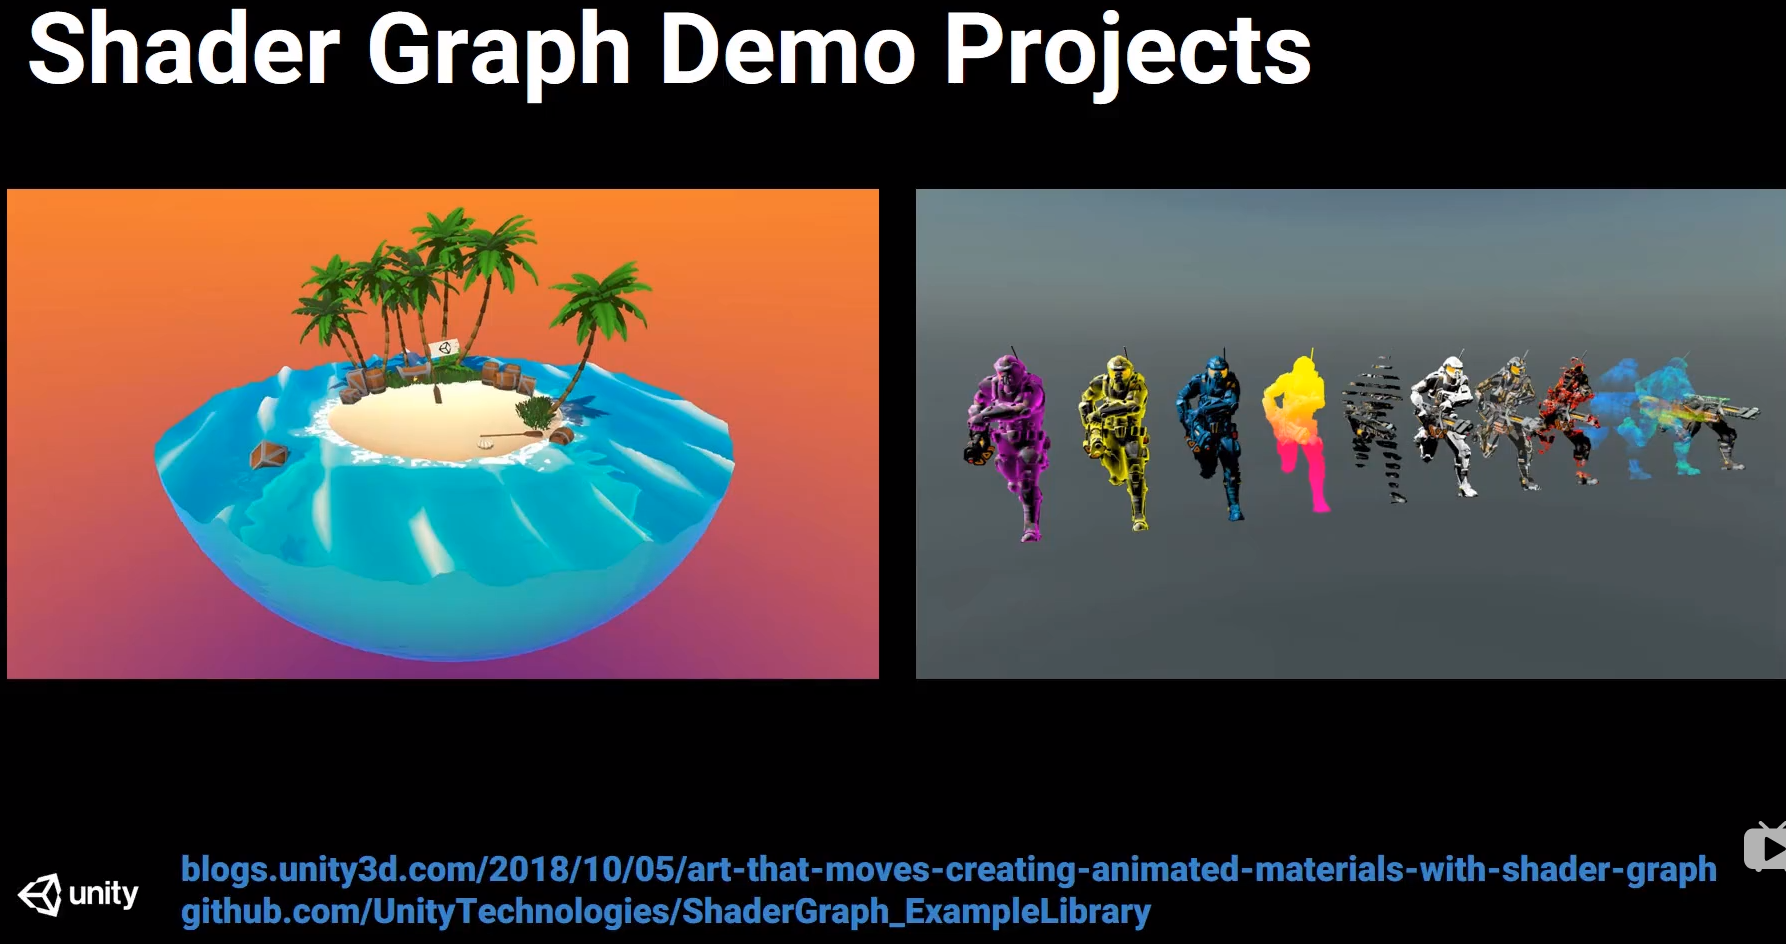 Shader Graph Demo Projects
unity
blogs.unity3d.com/2018/10/05/art-that-moves-creating-animated-materials-with-shader-graph
github.com/UnityTechnologies/ShaderGraph_ExampleLibrary